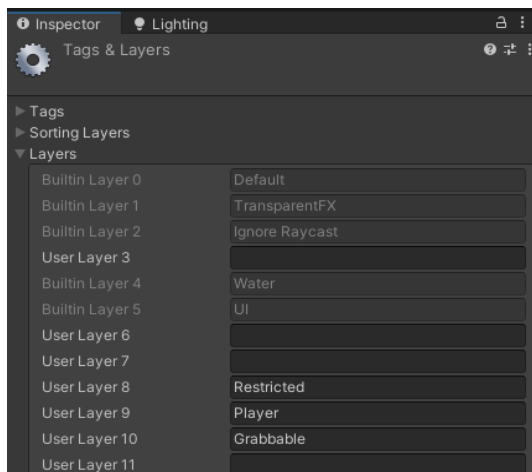 Inspector Lighting
Tags & Layers
Tags
Sorting Layers
Layers
Builtin Layer 0 Default
Builtin Layer 1 TransparentFX
Builtin Layer 2 Ignore Raycast
User Layer 3
Builtin Layer 4 Water
Builtin Layer 5 UI
User Layer 6
User Layer 7
User Layer 8 Restricted
User Layer 9 Player
User Layer 10 Grabbable
User Layer 11